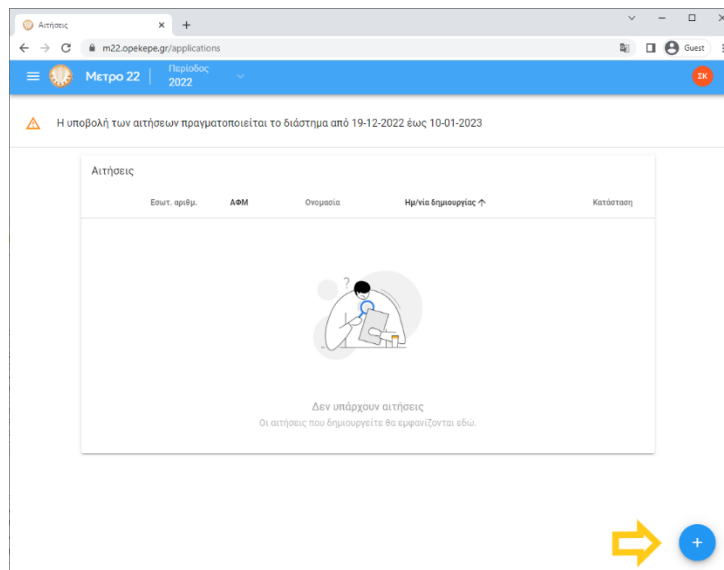 Αιτήσεις
m22.opekepe.gr/applications
Guest
Μετρο 22
Περίοδος
2022
ΣΚ
Η υποβολή των αιτήσεων πραγματοποιείται το διάστημα από 19-12-2022 έως 10-01-2023
Αιτήσεις
Εσωτ. αριθμ. ΑΦΜ Ονομασία Ημ/νία δημιουργίας Κατάσταση
?
Δεν υπάρχουν αιτήσεις
Οι αιτήσεις που δημιουργείτε θα εμφανίζονται εδώ.
+